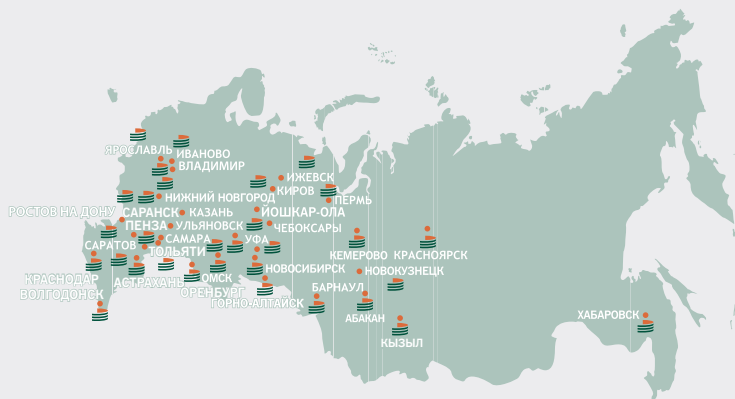 ЯРОСЛАВЛЬ
ИВАНОВО
ВЛАДИМИР
ИЖЕВСК
КИРОВ
НИЖНИЙ НОВГОРОД
ПЕРМЬ
РОСТОВ НА ДОНУ
САРАНСК
КАЗАНЬ
ЙОШКАР-ОЛА
ПЕНЗА
УЛЬЯНОВСК
ЧЕБОКСАРЫ
САРАТОВ
САМАРА
УФА
ТОЛЬЯТИ
КЕМЕРОВО
КРАСНОЯРСК
НОВОСИБИРСК
НОВОКУЗНЕЦК
КРАСНОДАР
АСТРАХАНЬ
ОМСК
ВОЛГОДОНСК
ОРЕНБУРГ
БАРНАУЛ
ГОРНО-АЛТАЙСК
АБАКАН
ХАБАРОВСК
КЫЗЫЛ